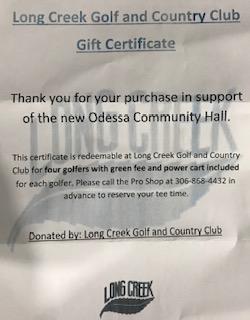 Long Creek Golf and Country Club
Gift Certificate
Thank you for your purchase in support
of the new Odessa Community Hall.
This certificate is redeemable at Long Creek Golf and Country
Club for four golfers with green fee and power cart included
for each golfer. Please call the Pro Shop at 306-868-4432 in
advance to reserve your tee time.
Donated by: Long Creek Golf and Country Club
LONG CREEK
LONG CREEK